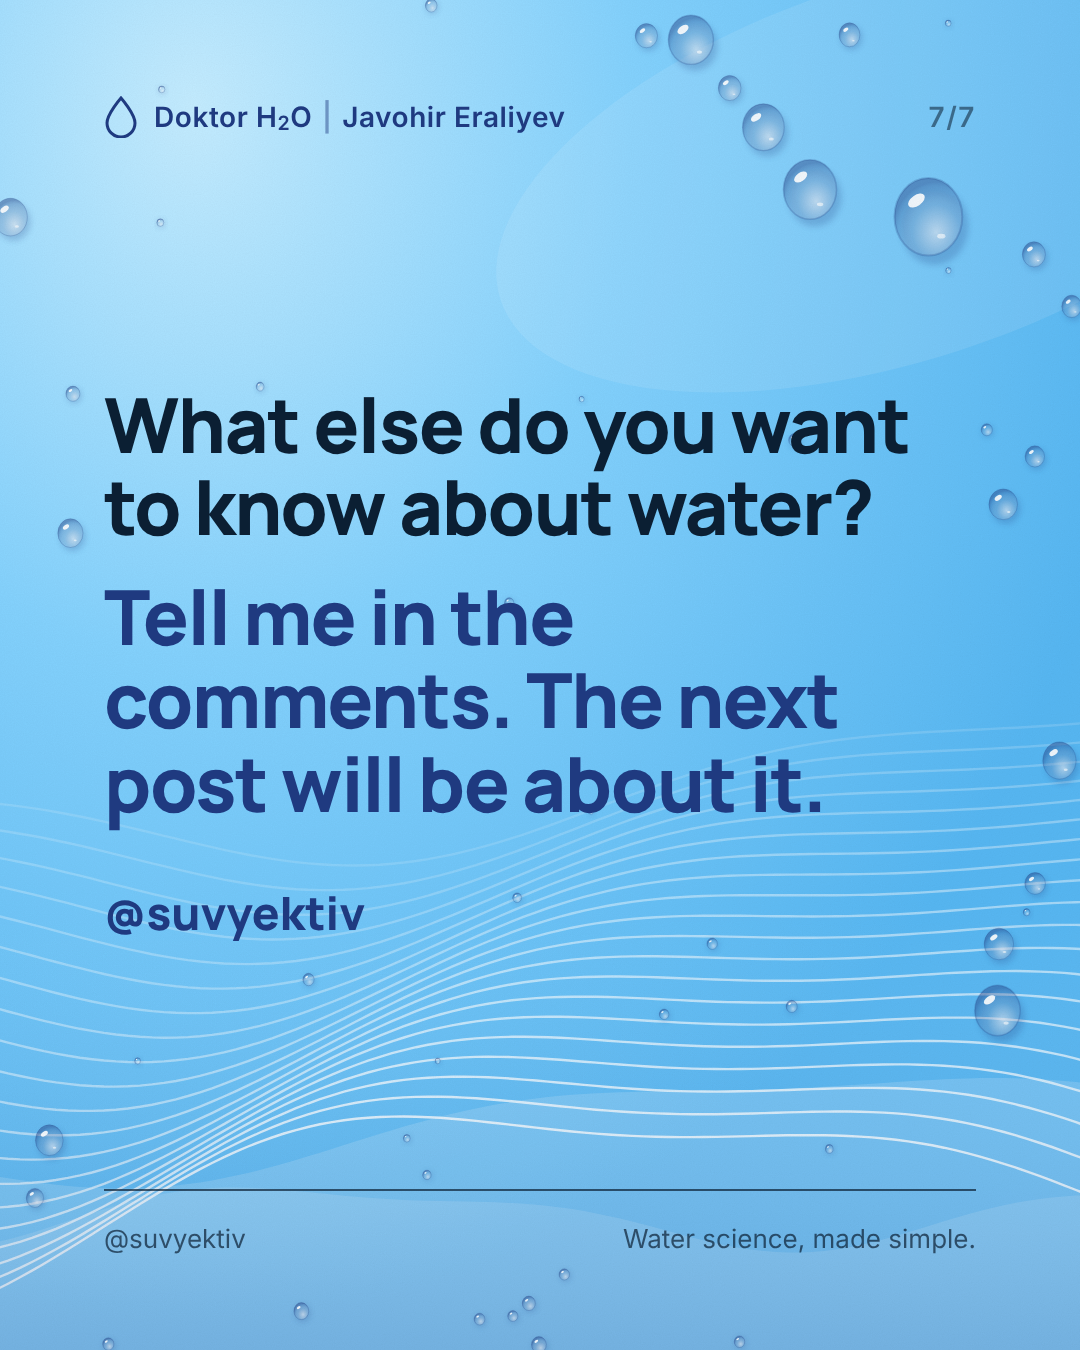 Doktor H₂O | Javohir Eraliyev
7/7
What else do you want
to know about water?
Tell me in the
comments. The next
post will be about it.
@suvyektiv
@suvyektiv
Water science, made simple.